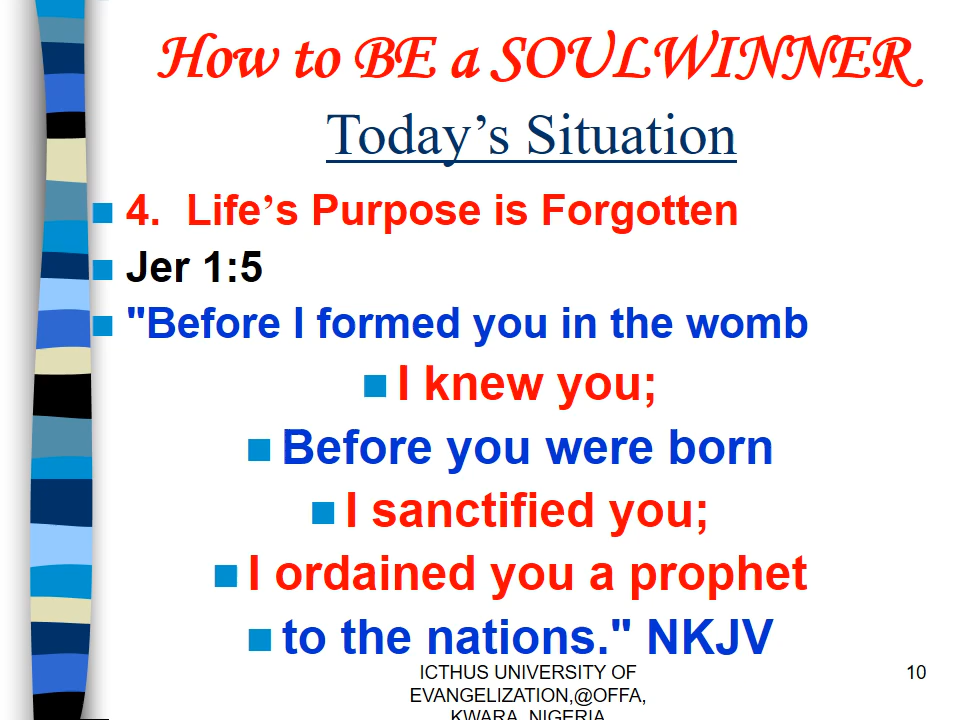 How to BE a SOULWINNER
Today’s Situation
4. Life’s Purpose is Forgotten
Jer 1:5
"Before I formed you in the womb
I knew you;
Before you were born
I sanctified you;
I ordained you a prophet
to the nations." NKJV
ICTHUS UNIVERSITY OF
EVANGELIZATION,@OFFA,
KWARA, NIGERIA
10